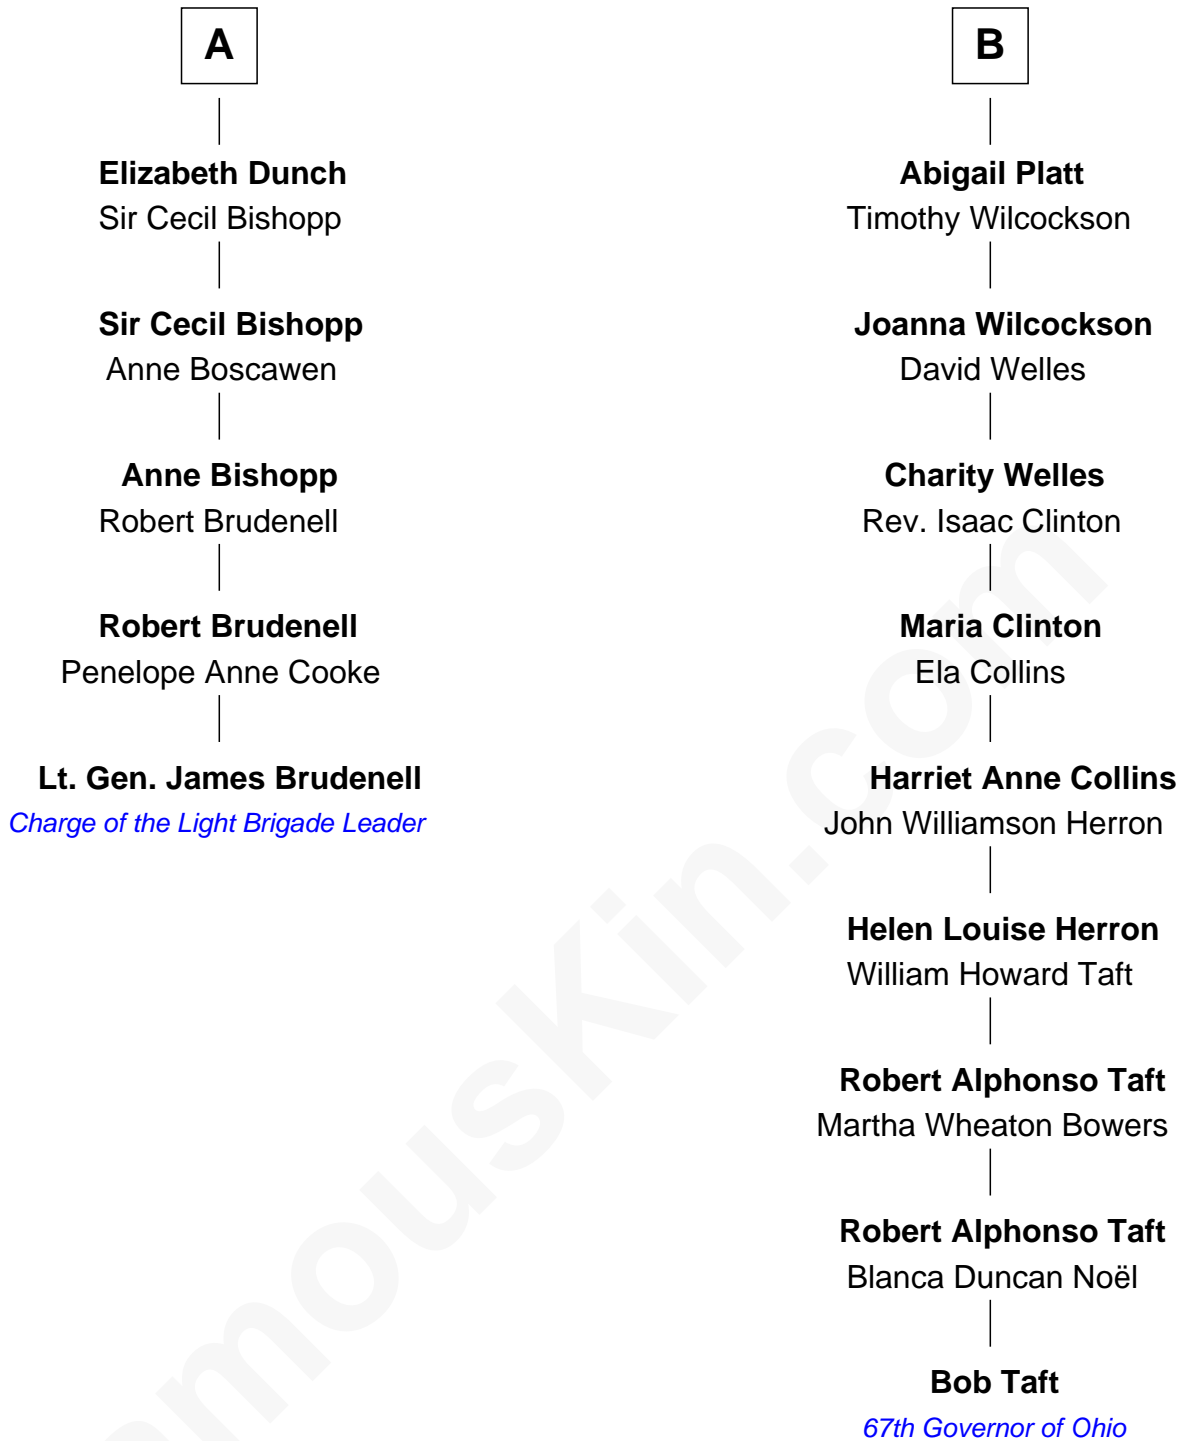 A
Elizabeth Dunch
Sir Cecil Bishopp
Sir Cecil Bishopp
Anne Boscawen
Anne Bishopp
Robert Brudenell
Robert Brudenell
Penelope Anne Cooke
Lt. Gen. James Brudenell
Charge of the Light Brigade Leader
B
Abigail Platt
Timothy Wilcockson
Joanna Wilcockson
David Welles
Charity Welles
Rev. Isaac Clinton
Maria Clinton
Ela Collins
Harriet Anne Collins
John Williamson Herron
Helen Louise Herron
William Howard Taft
Robert Alphonso Taft
Martha Wheaton Bowers
Robert Alphonso Taft
Blanca Duncan Noël
Bob Taft
67th Governor of Ohio
amousKin.com